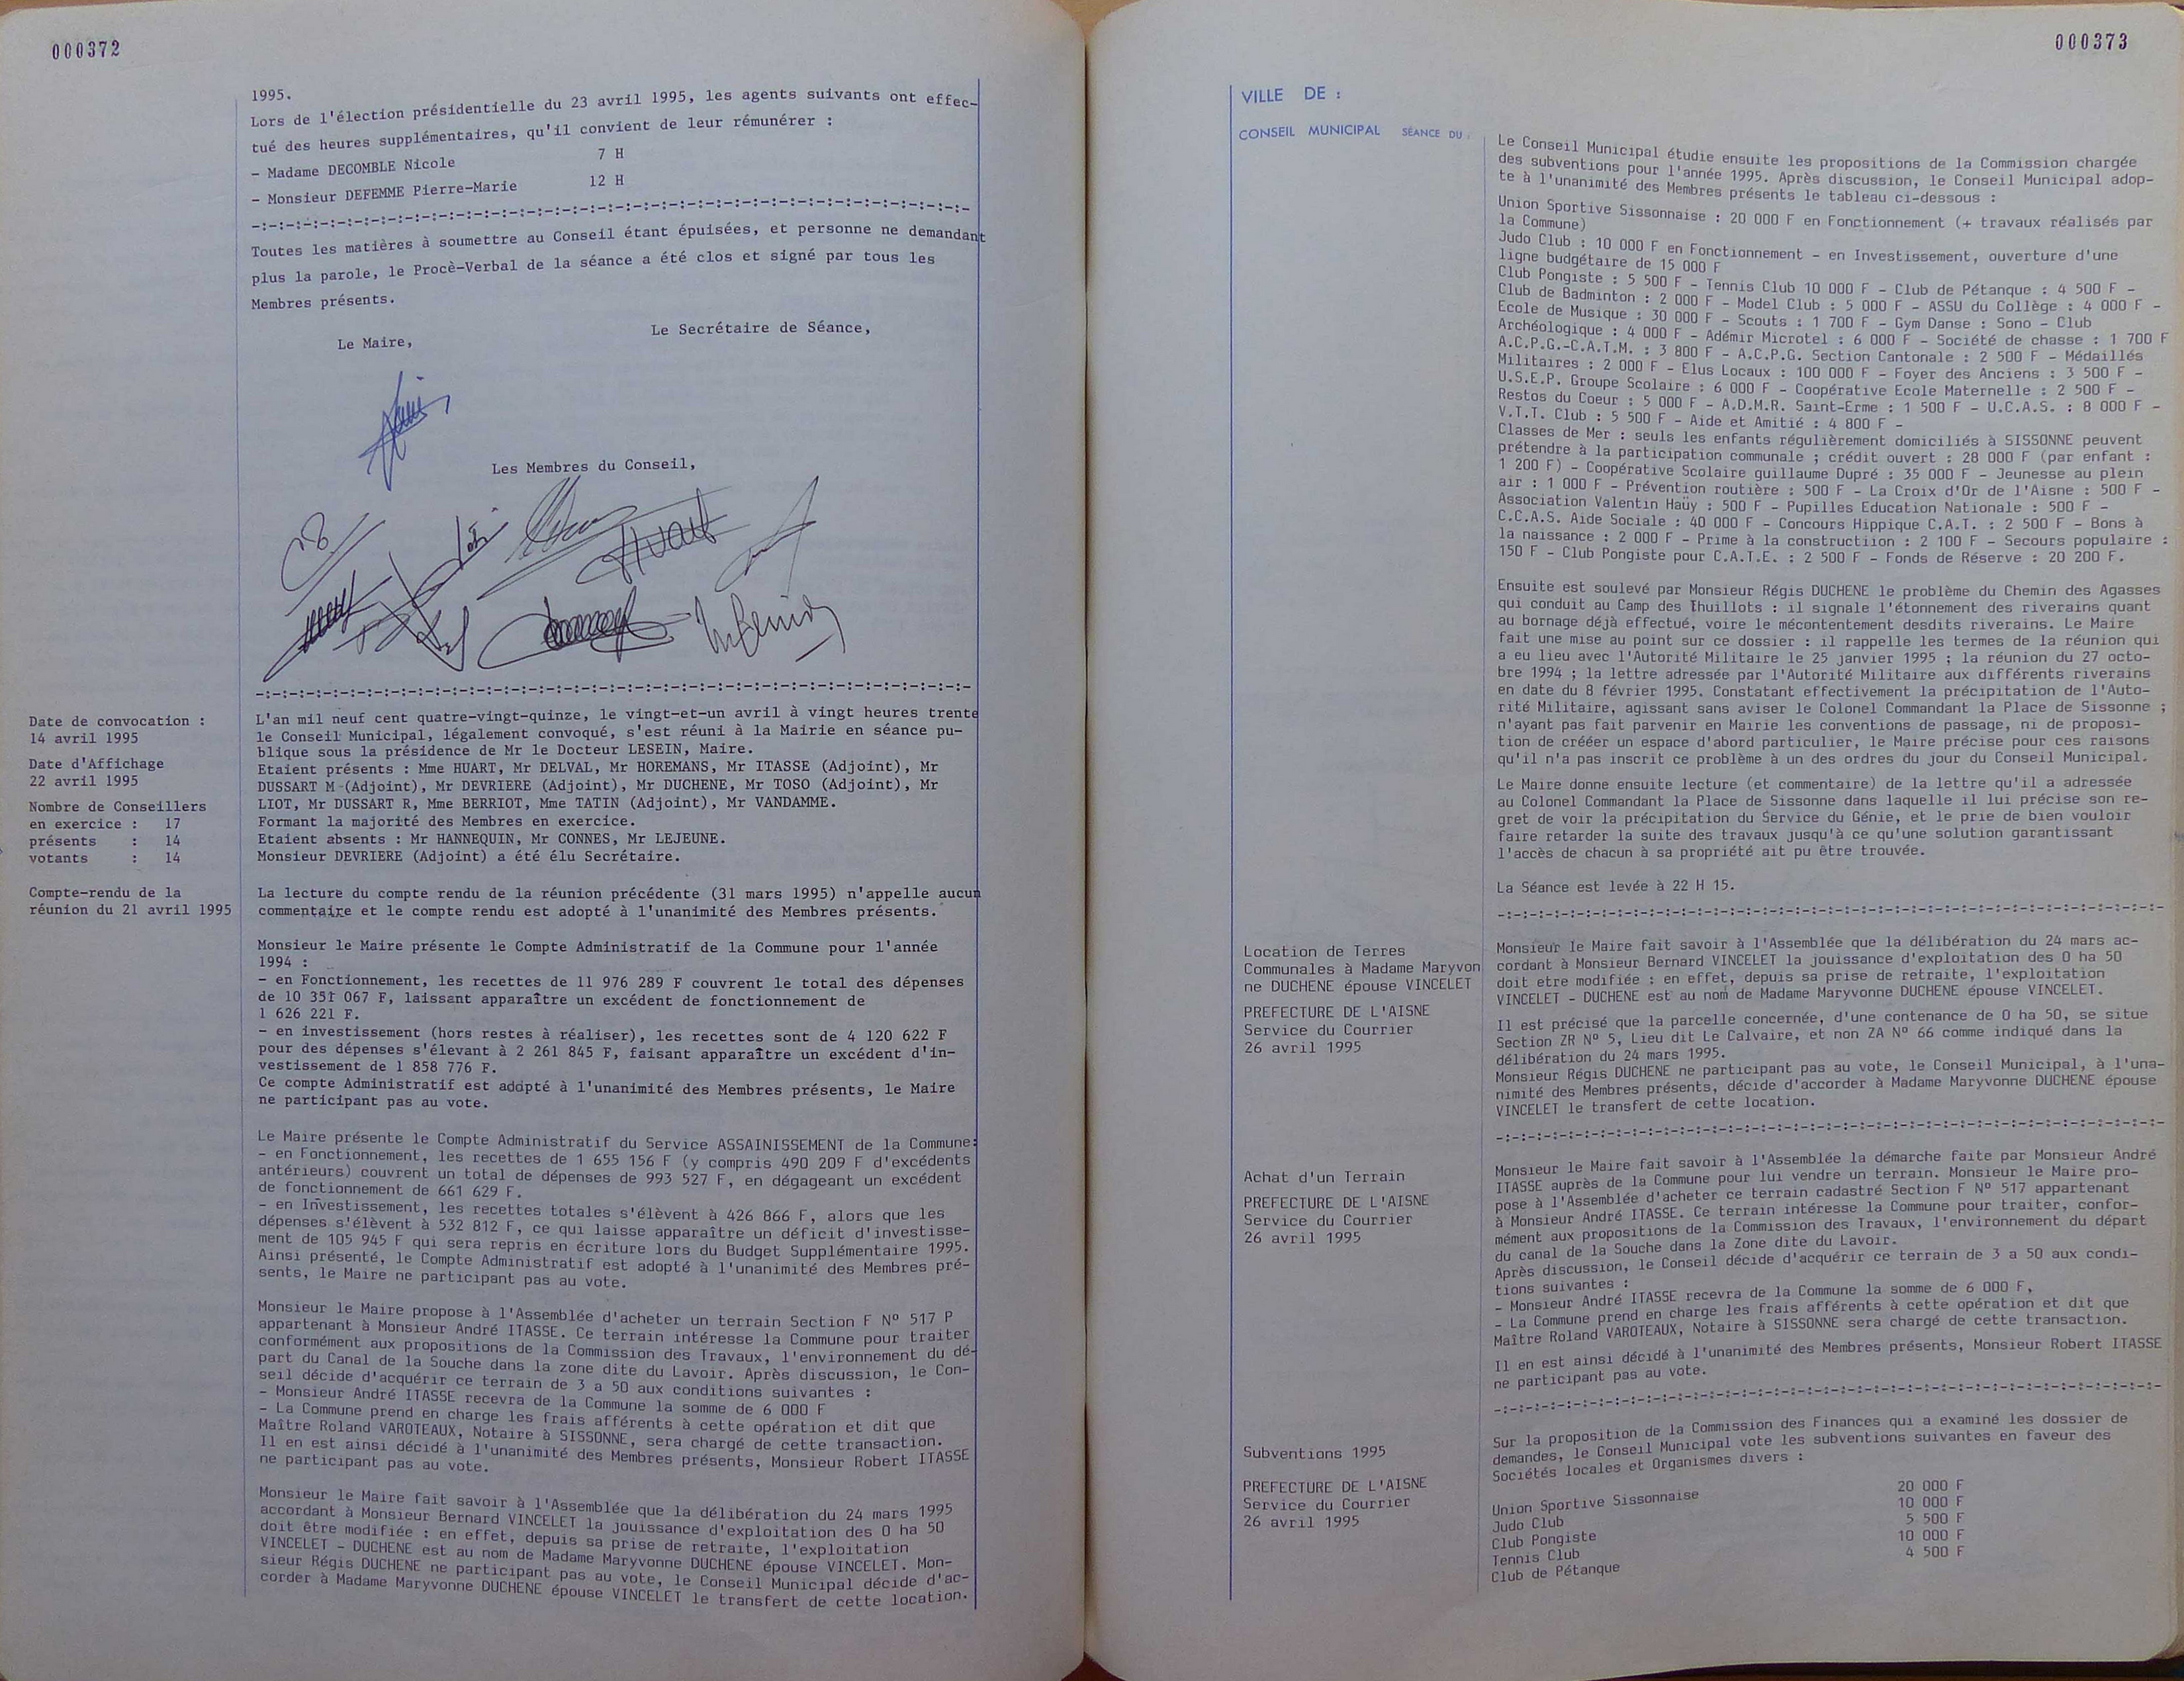 000372
1995.
Lors de l'élection présidentielle du 23 avril 1995, les agents suivants ont effec-
tué des heures supplémentaires, qu'il convient de leur rémunérer :
- Madame DECOMBLE Nicole 7 H
- Monsieur DEFEMME Pierre-Marie 12 H
-:-:-:-:-:-:-:-:-:-:-:-:-:-:-:-:-:-:-:-:-:-:-:-:-:-:-:-:-:-:-:-:-:-:-:-:-:-:-:-:-:-:-:-:-
Toutes les matières à soumettre au Conseil étant épuisées, et personne ne demandant
plus la parole, le Procè-Verbal de la séance a été clos et signé par tous les
Membres présents.
Le Maire, Le Secrétaire de Séance,
Les Membres du Conseil,
Huart
-:-:-:-:-:-:-:-:-:-:-:-:-:-:-:-:-:-:-:-:-:-:-:-:-:-:-:-:-:-:-:-:-:-:-:-:-:-:-:-:-:-:-:-:-
Date de convocation :
14 avril 1995
Date d'Affichage
22 avril 1995
Nombre de Conseillers
en exercice : 17
présents : 14
votants : 14
Compte-rendu de la
réunion du 21 avril 1995
L'an mil neuf cent quatre-vingt-quinze, le vingt-et-un avril à vingt heures trente
le Conseil Municipal, légalement convoqué, s'est réuni à la Mairie en séance pu-
blique sous la présidence de Mr le Docteur LESEIN, Maire.
Etaient présents : Mme HUART, Mr DELVAL, Mr HOREMANS, Mr ITASSE (Adjoint), Mr
DUSSART M (Adjoint), Mr DEVRIERE (Adjoint), Mr DUCHENE, Mr TOSO (Adjoint), Mr
LIOT, Mr DUSSART R, Mme BERRIOT, Mme TATIN (Adjoint), Mr VANDAMME.
Formant la majorité des Membres en exercice.
Etaient absents : Mr HANNEQUIN, Mr CONNES, Mr LEJEUNE.
Monsieur DEVRIERE (Adjoint) a été élu Secrétaire.
La lecture du compte rendu de la réunion précédente (31 mars 1995) n'appelle aucun
commentaire et le compte rendu est adopté à l'unanimité des Membres présents.
Monsieur le Maire présente le Compte Administratif de la Commune pour l'année
1994 :
- en Fonctionnement, les recettes de 11 976 289 F couvrent le total des dépenses
de 10 351 067 F, laissant apparaître un excédent de fonctionnement de
1 626 221 F.
- en investissement (hors restes à réaliser), les recettes sont de 4 120 622 F
pour des dépenses s'élevant à 2 261 845 F, faisant apparaître un excédent d'in-
vestissement de 1 858 776 F.
Ce compte Administratif est adopté à l'unanimité des Membres présents, le Maire
ne participant pas au vote.
Le Maire présente le Compte Administratif du Service ASSAINISSEMENT de la Commune:
- en Fonctionnement, les recettes de 1 655 156 F (y compris 490 209 F d'excédents
antérieurs) couvrent un total de dépenses de 993 527 F, en dégageant un excédent
de fonctionnement de 661 629 F.
- en Investissement, les recettes totales s'élèvent à 426 866 F, alors que les
dépenses s'élèvent à 532 812 F, ce qui laisse apparaître un déficit d'investisse-
ment de 105 945 F qui sera repris en écriture lors du Budget Supplémentaire 1995.
Ainsi présenté, le Compte Administratif est adopté à l'unanimité des Membres pré-
sents, le Maire ne participant pas au vote.
Monsieur le Maire propose à l'Assemblée d'acheter un terrain Section F Nº 517 P
appartenant à Monsieur André ITASSE. Ce terrain intéresse la Commune pour traiter
conformément aux propositions de la Commission des Travaux, l'environnement du dé-
part du Canal de la Souche dans la zone dite du Lavoir. Après discussion, le Con-
seil décide d'acquérir ce terrain de 3 a 50 aux conditions suivantes :
- Monsieur André ITASSE recevra de la Commune la somme de 6 000 F
- La Commune prend en charge les frais afférents à cette opération et dit que
Maître Roland VAROTEAUX, Notaire à SISSONNE, sera chargé de cette transaction.
Il en est ainsi décidé à l'unanimité des Membres présents, Monsieur Robert ITASSE
ne participant pas au vote.
Monsieur le Maire fait savoir à l'Assemblée que la délibération du 24 mars 1995
accordant à Monsieur Bernard VINCELET la jouissance d'exploitation des 0 ha 50
doit être modifiée : en effet, depuis sa prise de retraite, l'exploitation
VINCELET - DUCHENE est au nom de Madame Maryvonne DUCHENE épouse VINCELET. Mon-
sieur Régis DUCHENE ne participant pas au vote, le Conseil Municipal décide d'ac-
corder à Madame Maryvonne DUCHENE épouse VINCELET le transfert de cette location.
000373
VILLE DE :
CONSEIL MUNICIPAL SÉANCE DU :
Le Conseil Municipal étudie ensuite les propositions de la Commission chargée
des subventions pour l'année 1995. Après discussion, le Conseil Municipal adop-
te à l'unanimité des Membres présents le tableau ci-dessous :
Union Sportive Sissonnaise : 20 000 F en Fonctionnement (+ travaux réalisés par
la Commune)
Judo Club : 10 000 F en Fonctionnement - en Investissement, ouverture d'une
ligne budgétaire de 15 000 F
Club Pongiste : 5 500 F - Tennis Club 10 000 F - Club de Pétanque : 4 500 F -
Club de Badminton : 2 000 F - Model Club : 5 000 F - ASSU du Collège : 4 000 F -
Ecole de Musique : 30 000 F - Scouts : 1 700 F - Gym Danse : Sono - Club
Archéologique : 4 000 F - Adémir Microtel : 6 000 F - Société de chasse : 1 700 F
A.C.P.G.-C.A.T.M. : 3 800 F - A.C.P.G. Section Cantonale : 2 500 F - Médaillés
Militaires : 2 000 F - Elus Locaux : 100 000 F - Foyer des Anciens : 3 500 F -
U.S.E.P. Groupe Scolaire : 6 000 F - Coopérative Ecole Maternelle : 2 500 F -
Restos du Coeur : 5 000 F - A.D.M.R. Saint-Erme : 1 500 F - U.C.A.S. : 8 000 F -
V.T.T. Club : 5 500 F - Aide et Amitié : 4 800 F -
Classes de Mer : seuls les enfants régulièrement domiciliés à SISSONNE peuvent
prétendre à la participation communale ; crédit ouvert : 28 000 F (par enfant :
1 200 F) - Coopérative Scolaire guillaume Dupré : 35 000 F - Jeunesse au plein
air : 1 000 F - Prévention routière : 500 F - La Croix d'Or de l'Aisne : 500 F -
Association Valentin Haüy : 500 F - Pupilles Education Nationale : 500 F -
C.C.A.S. Aide Sociale : 40 000 F - Concours Hippique C.A.T. : 2 500 F - Bons à
la naissance : 2 000 F - Prime à la constructiion : 2 100 F - Secours populaire :
150 F - Club Pongiste pour C.A.T.E. : 2 500 F - Fonds de Réserve : 20 200 F.
Ensuite est soulevé par Monsieur Régis DUCHENE le problème du Chemin des Agasses
qui conduit au Camp des Thuillots : il signale l'étonnement des riverains quant
au bornage déjà effectué, voire le mécontentement desdits riverains. Le Maire
fait une mise au point sur ce dossier : il rappelle les termes de la réunion qui
a eu lieu avec l'Autorité Militaire le 25 janvier 1995 ; la réunion du 27 octo-
bre 1994 ; la lettre adressée par l'Autorité Militaire aux différents riverains
en date du 8 février 1995. Constatant effectivement la précipitation de l'Auto-
rité Militaire, agissant sans aviser le Colonel Commandant la Place de Sissonne ;
n'ayant pas fait parvenir en Mairie les conventions de passage, ni de proposi-
tion de crééer un espace d'abord particulier, le Maire précise pour ces raisons
qu'il n'a pas inscrit ce problème à un des ordres du jour du Conseil Municipal.
Le Maire donne ensuite lecture (et commentaire) de la lettre qu'il a adressée
au Colonel Commandant la Place de Sissonne dans laquelle il lui précise son re-
gret de voir la précipitation du Service du Génie, et le prie de bien vouloir
faire retarder la suite des travaux jusqu'à ce qu'une solution garantissant
l'accès de chacun à sa propriété ait pu être trouvée.
La Séance est levée à 22 H 15.
-:-:-:-:-:-:-:-:-:-:-:-:-:-:-:-:-:-:-:-:-:-:-:-:-:-:-:-:-:-:-:-:-:-:-:-:-:-:-:-:-
Location de Terres
Communales à Madame Maryvon
ne DUCHENE épouse VINCELET
PREFECTURE DE L'AISNE
Service du Courrier
26 avril 1995
Monsieur le Maire fait savoir à l'Assemblée que la délibération du 24 mars ac-
cordant à Monsieur Bernard VINCELET la jouissance d'exploitation des 0 ha 50
doit etre modifiée : en effet, depuis sa prise de retraite, l'exploitation
VINCELET - DUCHENE est au nom de Madame Maryvonne DUCHENE épouse VINCELET.
Il est précisé que la parcelle concernée, d'une contenance de 0 ha 50, se situe
Section ZR Nº 5, Lieu dit Le Calvaire, et non ZA Nº 66 comme indiqué dans la
délibération du 24 mars 1995.
Monsieur Régis DUCHENE ne participant pas au vote, le Conseil Municipal, à l'una-
nimité des Membres présents, décide d'accorder à Madame Maryvonne DUCHENE épouse
VINCELET le transfert de cette location.
-:-:-:-:-:-:-:-:-:-:-:-:-:-:-:-:-:-:-:-:-:-:-:-:-:-:-:-:-:-:-:-:-:-:-:-:-:-:-:-:-
Achat d'un Terrain
PREFECTURE DE L'AISNE
Service du Courrier
26 avril 1995
Monsieur le Maire fait savoir à l'Assemblée la démarche faite par Monsieur André
ITASSE auprès de la Commune pour lui vendre un terrain. Monsieur le Maire pro-
pose à l'Assemblée d'acheter ce terrain cadastré Section F Nº 517 appartenant
à Monsieur André ITASSE. Ce terrain intéresse la Commune pour traiter, confor-
mément aux propositions de la Commission des Travaux, l'environnement du départ
du canal de la Souche dans la Zone dite du Lavoir.
Après discussion, le Conseil décide d'acquérir ce terrain de 3 a 50 aux condi-
tions suivantes :
- Monsieur André ITASSE recevra de la Commune la somme de 6 000 F,
- La Commune prend en charge les frais afférents à cette opération et dit que
Maître Roland VAROTEAUX, Notaire à SISSONNE sera chargé de cette transaction.
Il en est ainsi décidé à l'unanimité des Membres présents, Monsieur Robert ITASSE
ne participant pas au vote.
-:-:-:-:-:-:-:-:-:-:-:-:-:-:-:-:-:-:-:-:-:-:-:-:-:-:-:-:-:-:-:-:-:-:-:-:-:-:-:-:-
Subventions 1995
PREFECTURE DE L'AISNE
Service du Courrier
26 avril 1995
Sur la proposition de la Commission des Finances qui a examiné les dossier de
demandes, le Conseil Municipal vote les subventions suivantes en faveur des
Sociétés locales et Organismes divers :
Union Sportive Sissonnaise 20 000 F
Judo Club 10 000 F
Club Pongiste 5 500 F
Tennis Club 10 000 F
Club de Pétanque 4 500 F